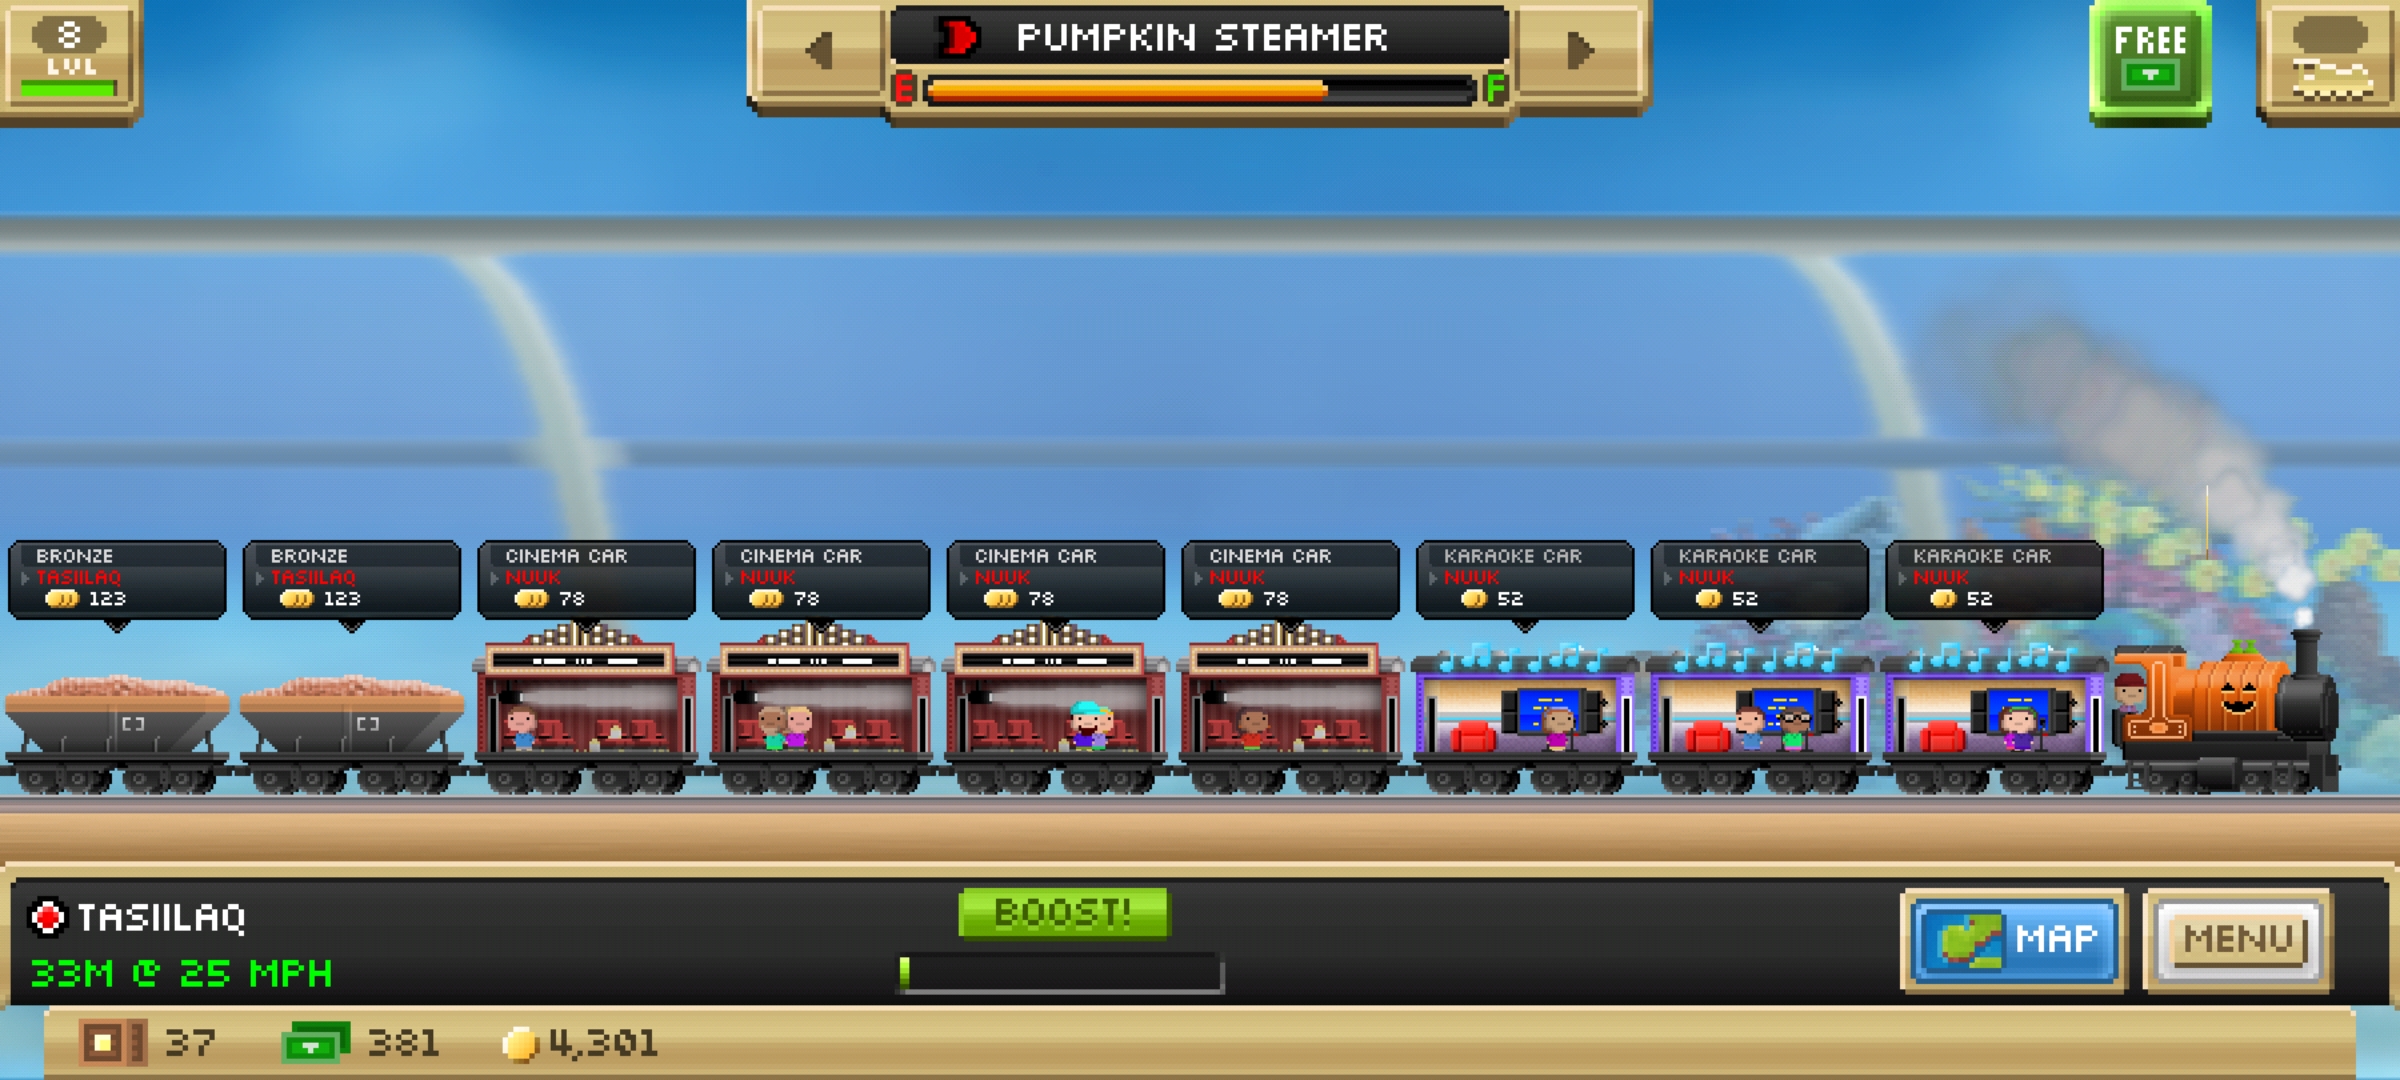 8
LVL
PUMPKIN STEAMER
E F
FREE
BRONZE
TASIILAQ
123
BRONZE
TASIILAQ
123
CINEMA CAR
NUUK
78
CINEMA CAR
NUUK
78
CINEMA CAR
NUUK
78
CINEMA CAR
NUUK
78
KARAOKE CAR
NUUK
52
KARAOKE CAR
NUUK
52
KARAOKE CAR
NUUK
52
TASIILAQ
33M @ 25 MPH
BOOST!
MAP
MENU
37 381 4,301